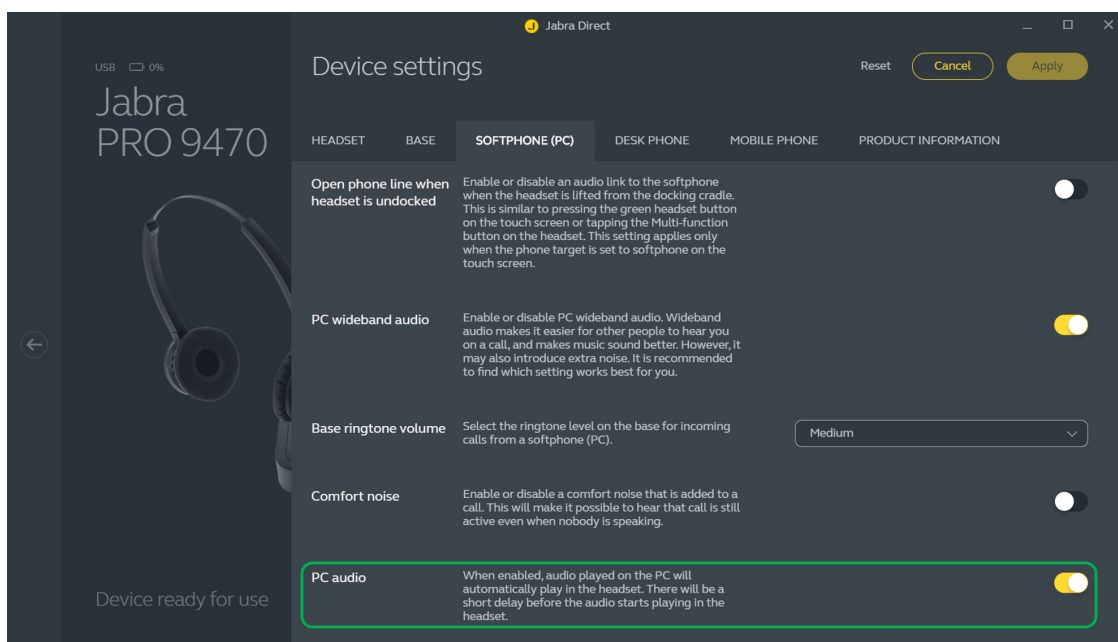 Jabra Direct
USB 0%
Jabra
PRO 9470
Device settings
Reset
Cancel
Apply
HEADSET
BASE
SOFTPHONE (PC)
DESK PHONE
MOBILE PHONE
PRODUCT INFORMATION
Open phone line when
headset is undocked
Enable or disable an audio link to the softphone
when the headset is lifted from the docking cradle.
This is similar to pressing the green headset button
on the touch screen or tapping the Multi-function
button on the headset. This setting applies only
when the phone target is set to softphone on the
touch screen.
PC wideband audio
Enable or disable PC wideband audio. Wideband
audio makes it easier for other people to hear you
on a call, and makes music sound better. However, it
may also introduce extra noise. It is recommended
to find which setting works best for you.
Base ringtone volume
Select the ringtone level on the base for incoming
calls from a softphone (PC).
Medium
Comfort noise
Enable or disable a comfort noise that is added to a
call. This will make it possible to hear that call is still
active even when nobody is speaking.
PC audio
When enabled, audio played on the PC will
automatically play in the headset. There will be a
short delay before the audio starts playing in the
headset.
Device ready for use